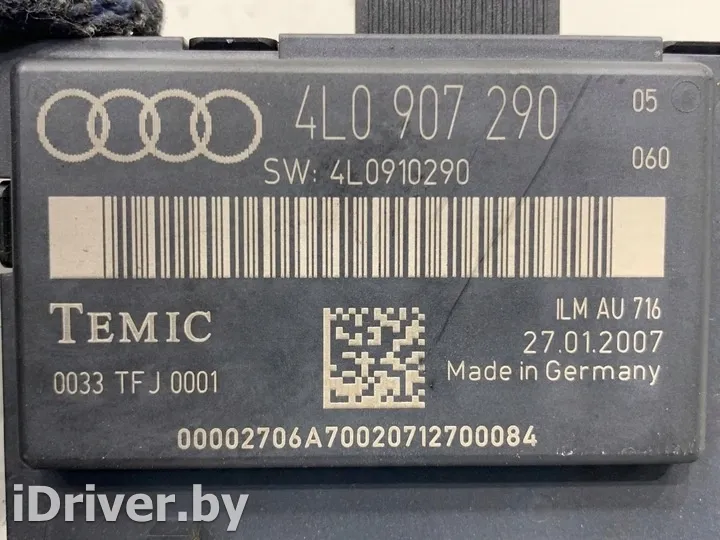 4L0 907 290 05
SW: 4L0910290 060
TEMIC
ILM AU 716
27.01.2007
0033 TFJ 0001
Made in Germany
00002706A70020712700084
iDriver.by